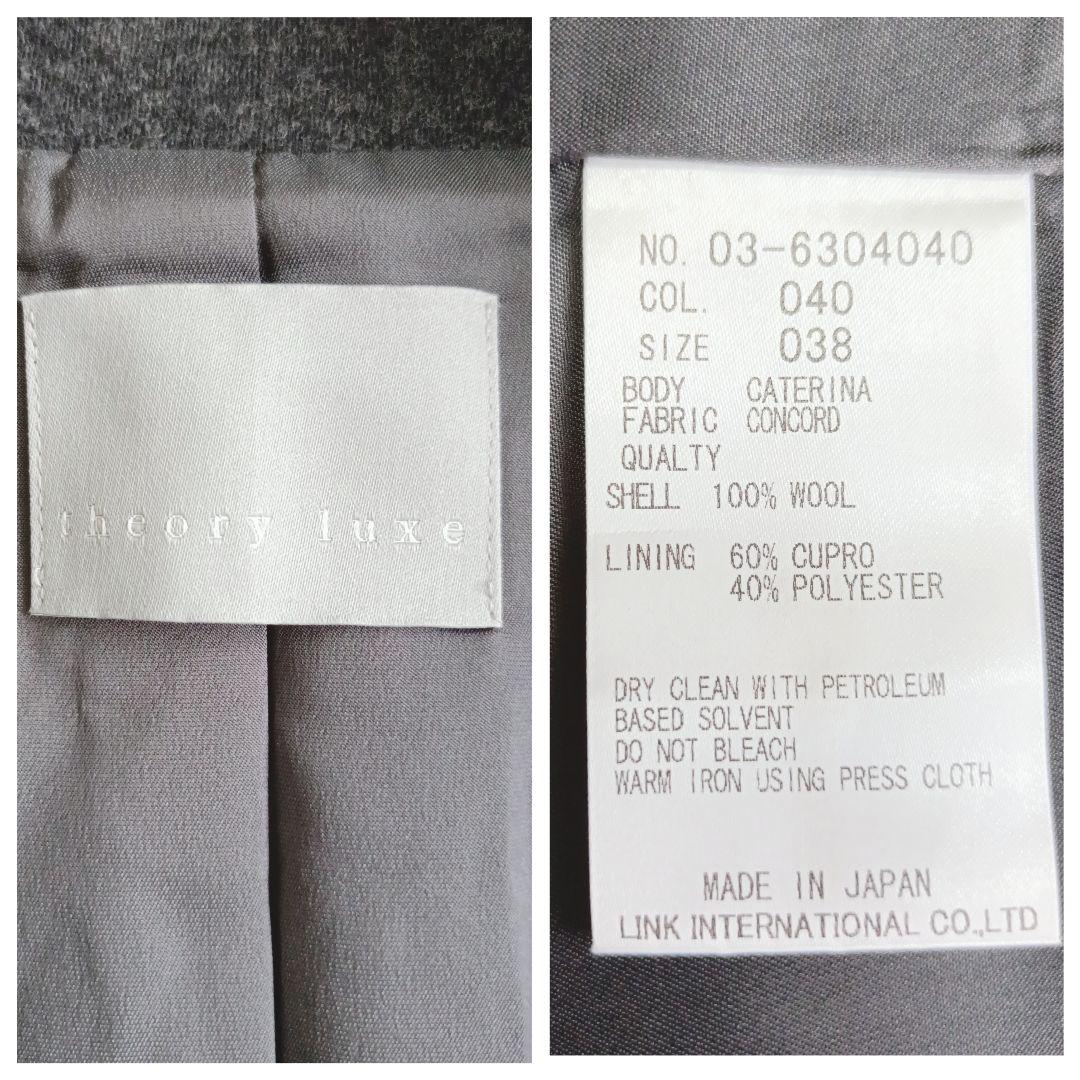 theory luxe
NO. 03-6304040
COL. 040
SIZE 038
BODY CATERINA
FABRIC CONCORD
QUALTY
SHELL 100% WOOL
LINING 60% CUPRO
40% POLYESTER
DRY CLEAN WITH PETROLEUM
BASED SOLVENT
DO NOT BLEACH
WARM IRON USING PRESS CLOTH
MADE IN JAPAN
LINK INTERNATIONAL CO.,LTD